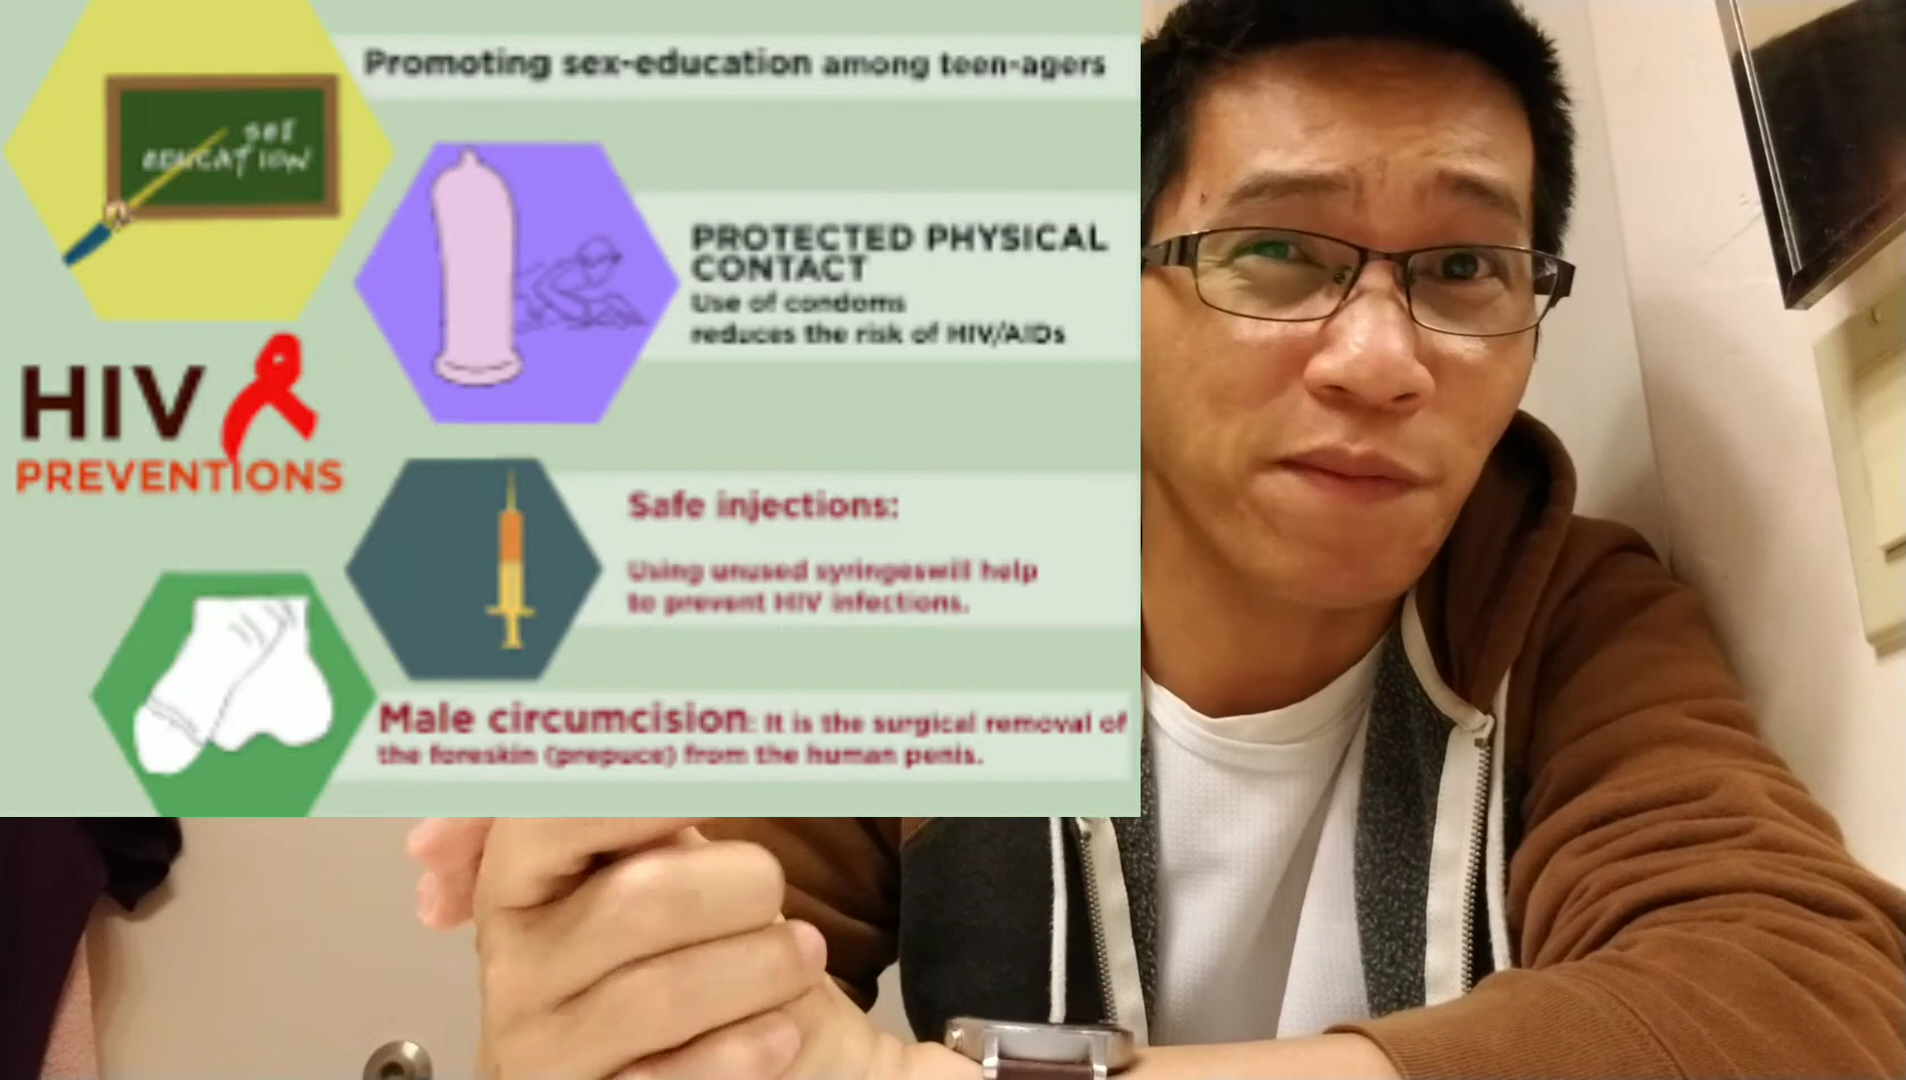 Promoting sex-education among teen-agers
SEX
EDUCATION
PROTECTED PHYSICAL
CONTACT
Use of condoms
reduces the risk of HIV/AIDs
HIV
PREVENTIONS
Safe injections:
Using unused syringeswill help
to prevent HIV infections.
Male circumcision: It is the surgical removal of
the foreskin (prepuce) from the human penis.